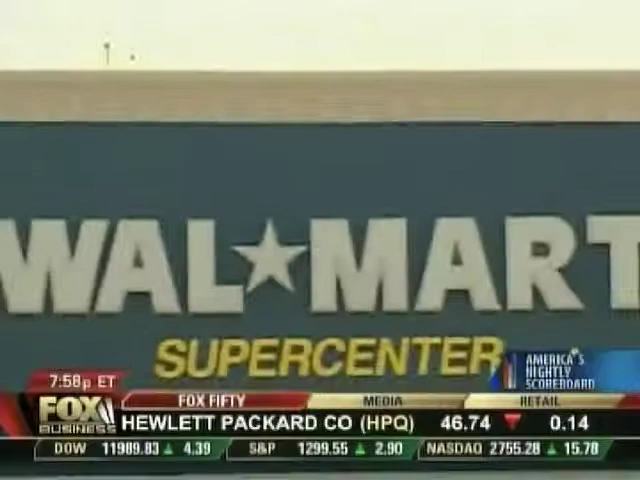 WAL★MART
SUPERCENTER
AMERICA'S
NIGHTLY
SCOREBOARD
7:58p ET
FOX FIFTY MEDIA RETAIL
FOX
BUSINESS
HEWLETT PACKARD CO (HPQ) 46.74 ▼ 0.14
DOW 11989.83 ▲ 4.39 S&P 1299.55 ▲ 2.90 NASDAQ 2755.28 ▲ 15.78